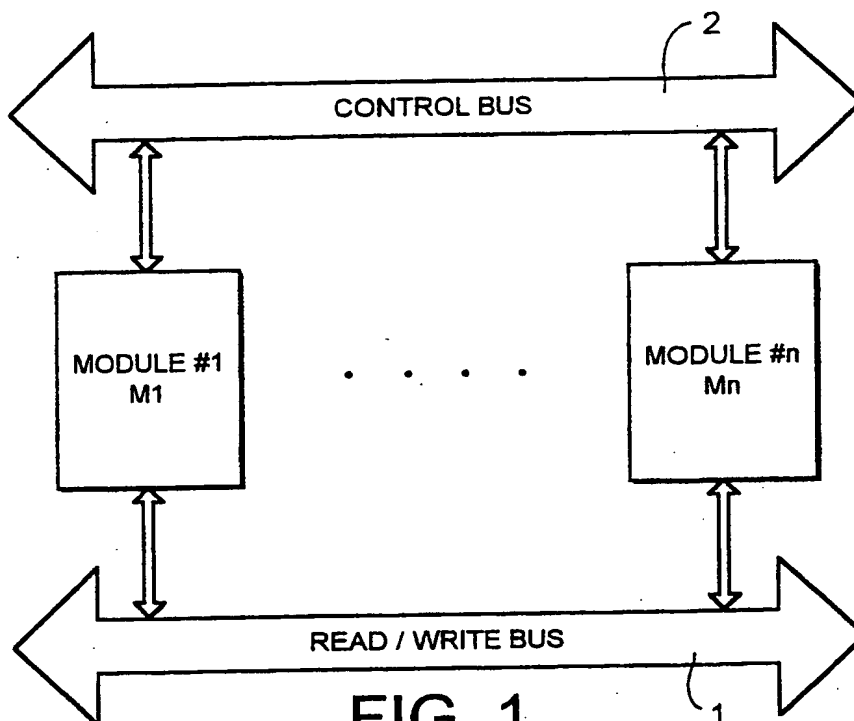 2
CONTROL BUS
MODULE #1
M1
MODULE #n
Mn
READ / WRITE BUS
FIG. 1
1